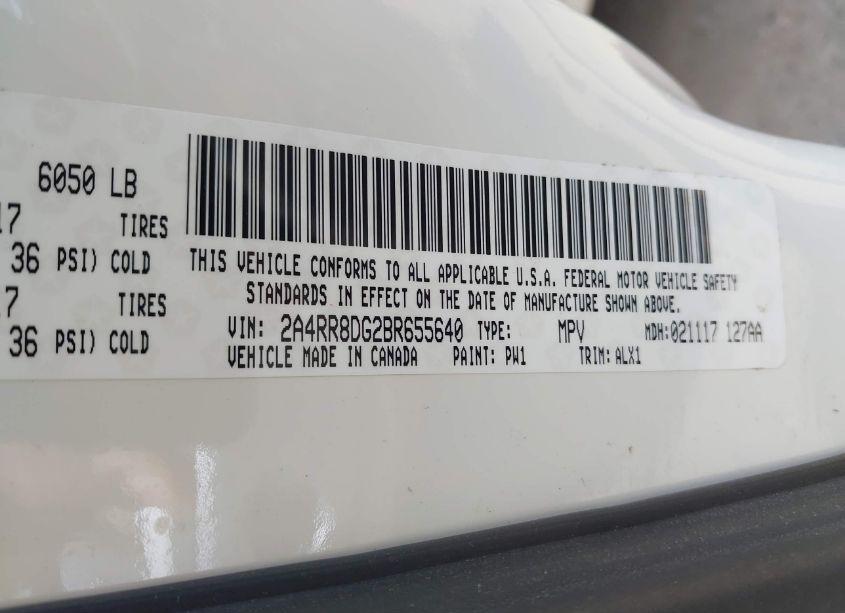 6050 LB
17 TIRES
36 PSI) COLD
17 TIRES
36 PSI) COLD
THIS VEHICLE CONFORMS TO ALL APPLICABLE U.S.A. FEDERAL MOTOR VEHICLE SAFETY
STANDARDS IN EFFECT ON THE DATE OF MANUFACTURE SHOWN ABOVE.
VIN: 2A4RR8DG2BR655640 TYPE: MPV MDH:021117 127AA
VEHICLE MADE IN CANADA PAINT: PW1 TRIM: ALX1